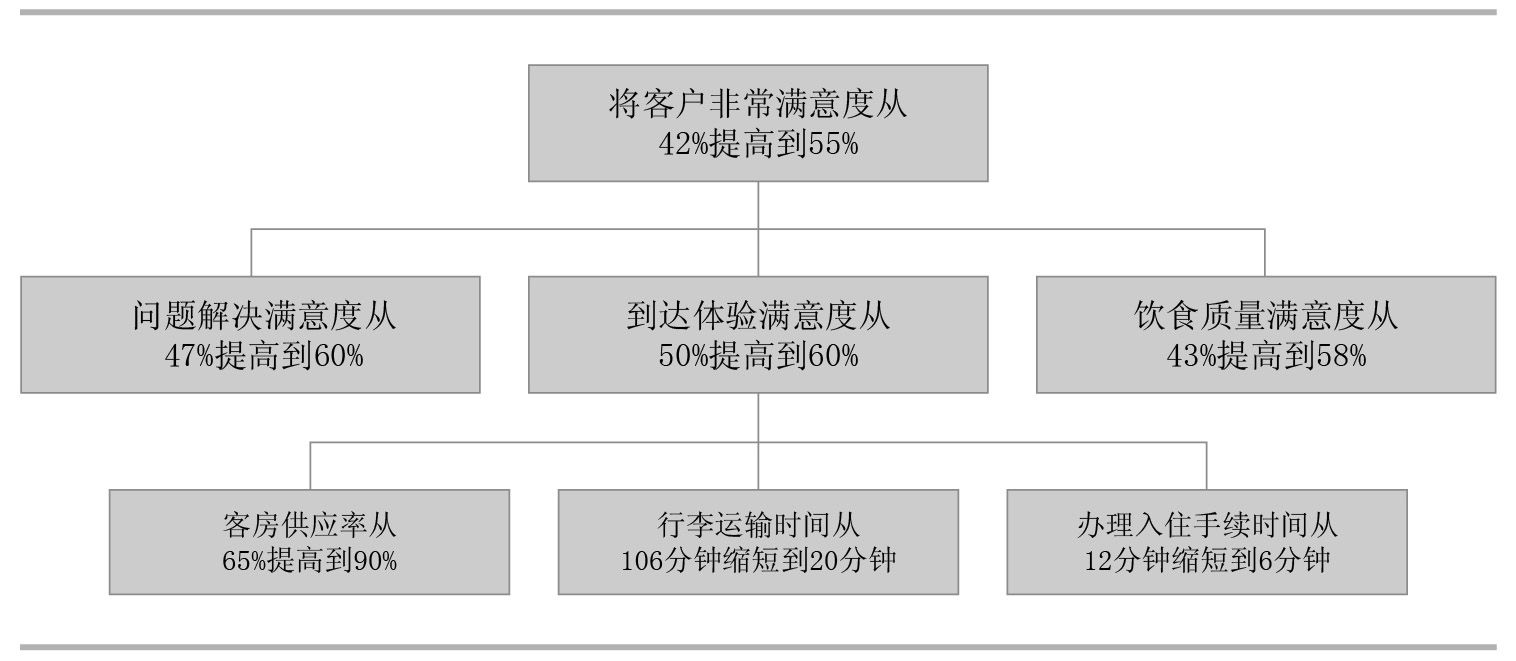 将客户非常满意度从
42%提高到55%
问题解决满意度从
47%提高到60%
到达体验满意度从
50%提高到60%
饮食质量满意度从
43%提高到58%
客房供应率从
65%提高到90%
行李运输时间从
106分钟缩短到20分钟
办理入住手续时间从
12分钟缩短到6分钟